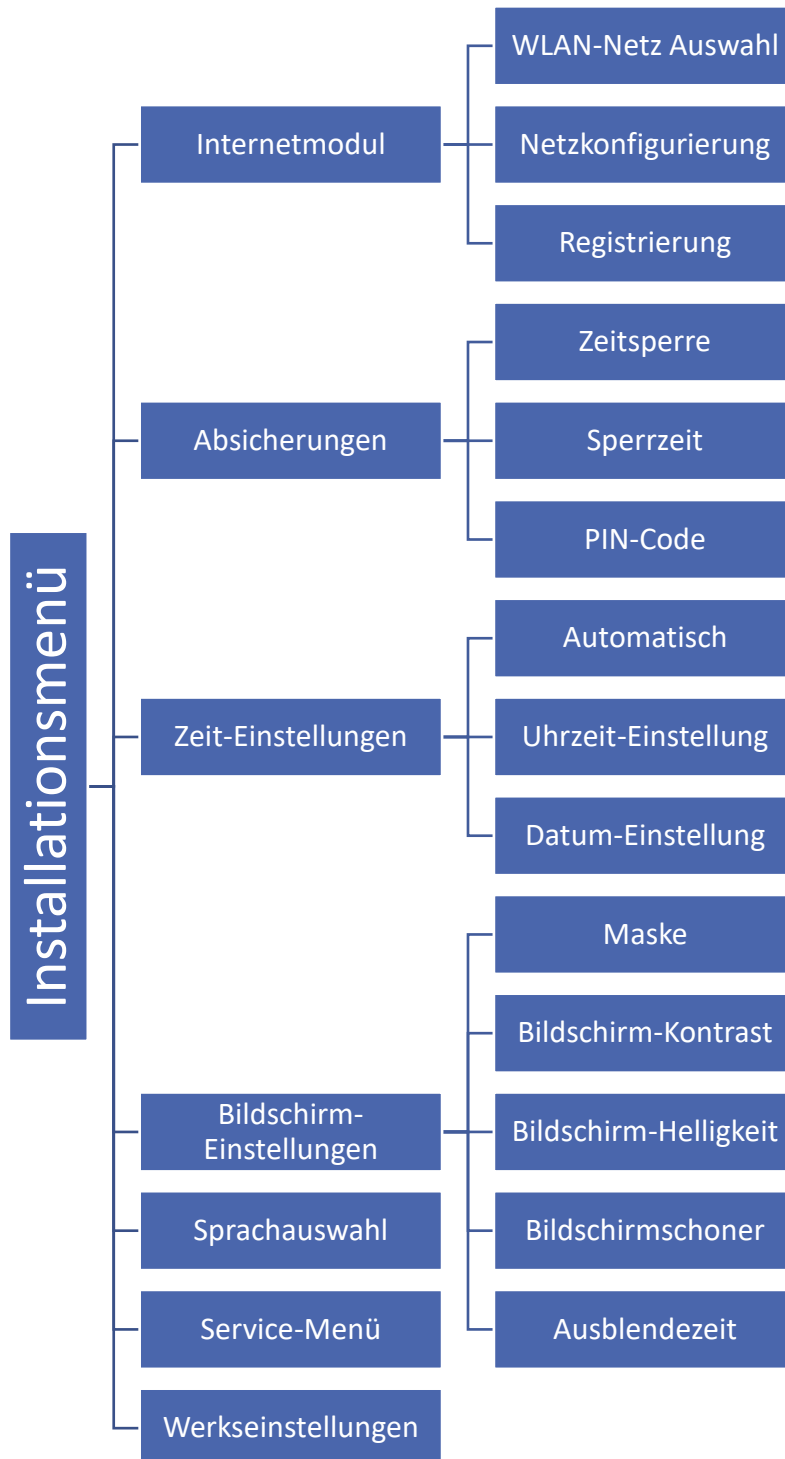 Installationsmenü
Internetmodul
WLAN-Netz Auswahl
Netzkonfigurierung
Registrierung
Absicherungen
Zeitsperre
Sperrzeit
PIN-Code
Zeit-Einstellungen
Automatisch
Uhrzeit-Einstellung
Datum-Einstellung
Bildschirm-
Einstellungen
Maske
Bildschirm-Kontrast
Bildschirm-Helligkeit
Bildschirmschoner
Ausblendezeit
Sprachauswahl
Service-Menü
Werkseinstellungen